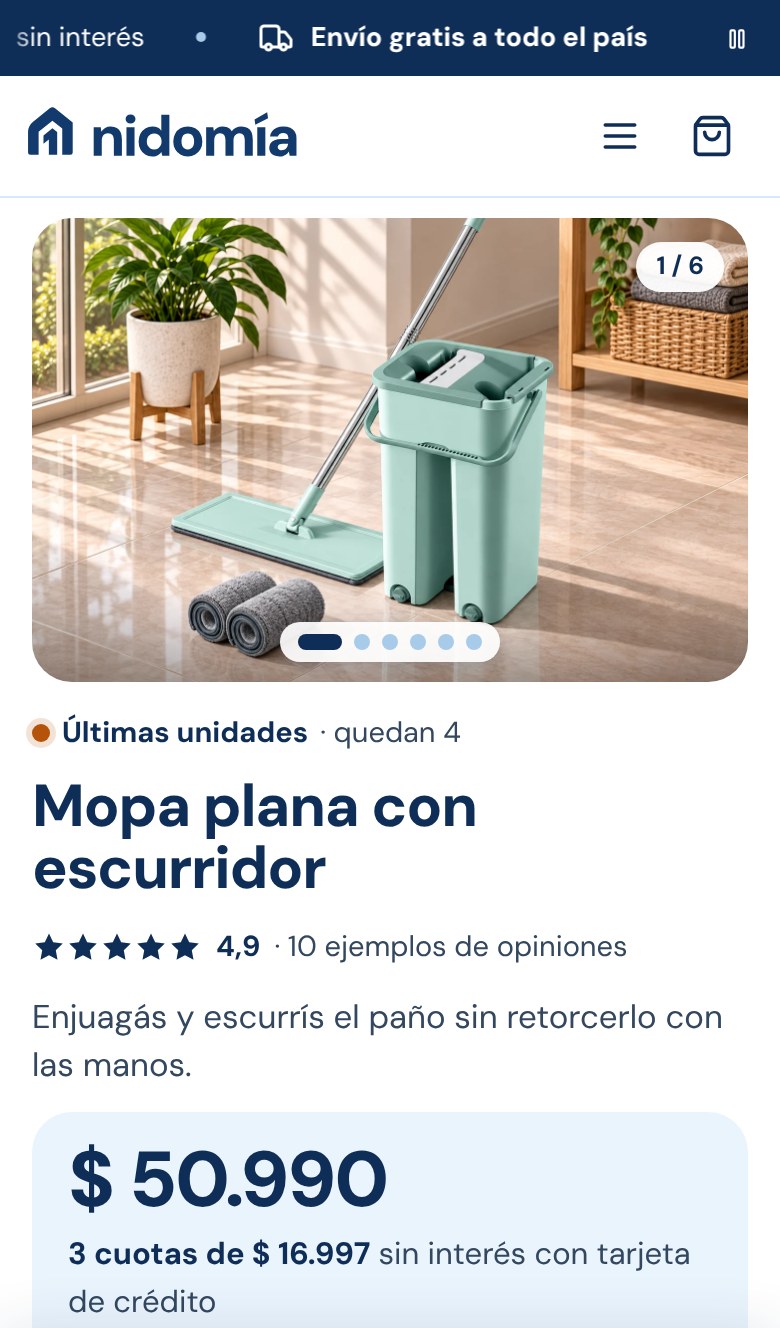 sin interés • Envío gratis a todo el país
nidomía
1 / 6
Últimas unidades · quedan 4
Mopa plana con
escurridor
4,9 · 10 ejemplos de opiniones
Enjuagás y escurrís el paño sin retorcerlo con
las manos.
$ 50.990
3 cuotas de $ 16.997 sin interés con tarjeta
de crédito